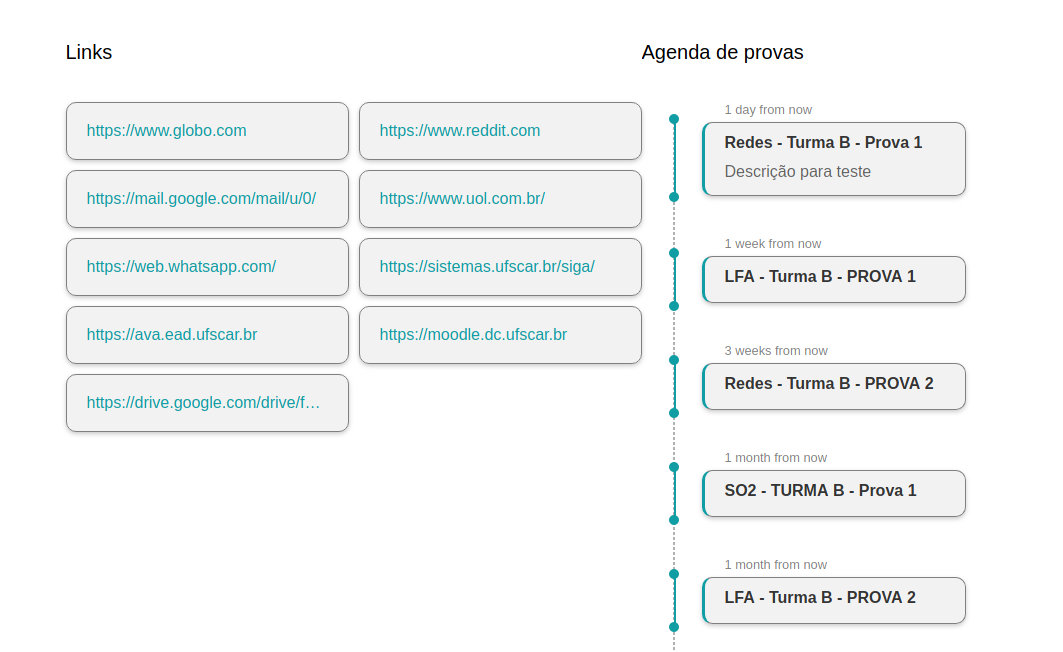 Links
https://www.globo.com
https://www.reddit.com
https://mail.google.com/mail/u/0/
https://www.uol.com.br/
https://web.whatsapp.com/
https://sistemas.ufscar.br/siga/
https://ava.ead.ufscar.br
https://moodle.dc.ufscar.br
https://drive.google.com/drive/f…
Agenda de provas
1 day from now
Redes - Turma B - Prova 1
Descrição para teste
1 week from now
LFA - Turma B - PROVA 1
3 weeks from now
Redes - Turma B - PROVA 2
1 month from now
SO2 - TURMA B - Prova 1
1 month from now
LFA - Turma B - PROVA 2